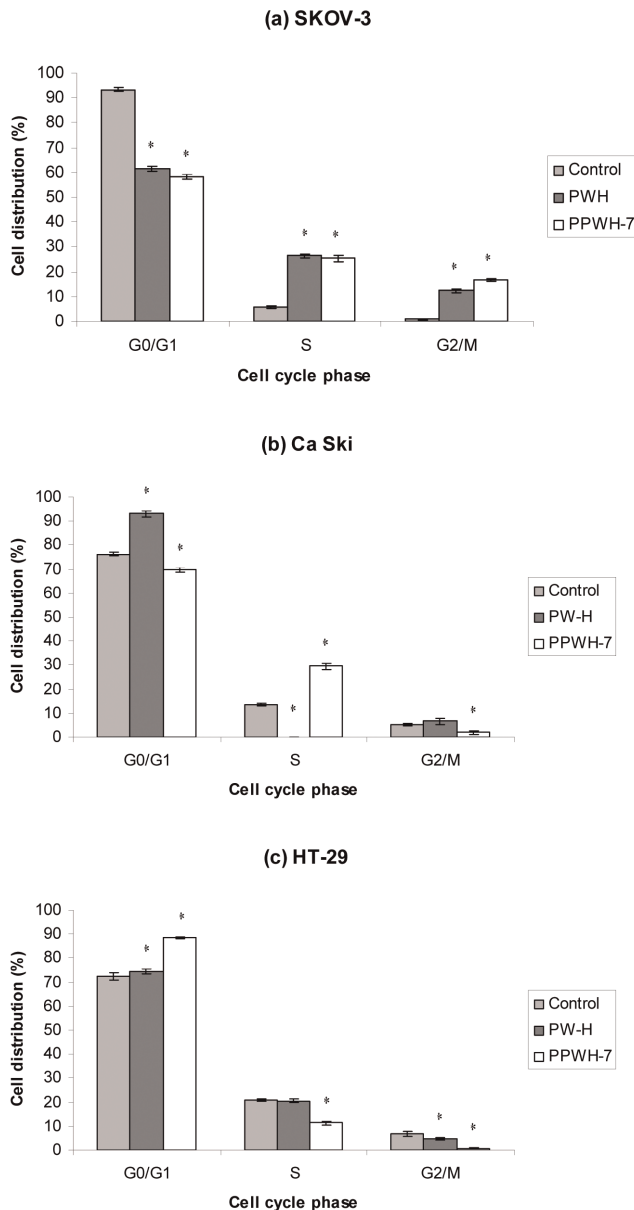 (a) SKOV-3
100
90
80
70
60
50
40
30
20
10
0
Cell distribution (%)
* *
* *
* *
G0/G1 S G2/M
Cell cycle phase
Control
PWH
PPWH-7
(b) Ca Ski
100
90
80
70
60
50
40
30
20
10
0
Cell distribution (%)
* *
* *
*
G0/G1 S G2/M
Cell cycle phase
Control
PW-H
PPWH-7
(c) HT-29
100
90
80
70
60
50
40
30
20
10
0
Cell distribution (%)
* *
*
* *
G0/G1 S G2/M
Cell cycle phase
Control
PW-H
PPWH-7